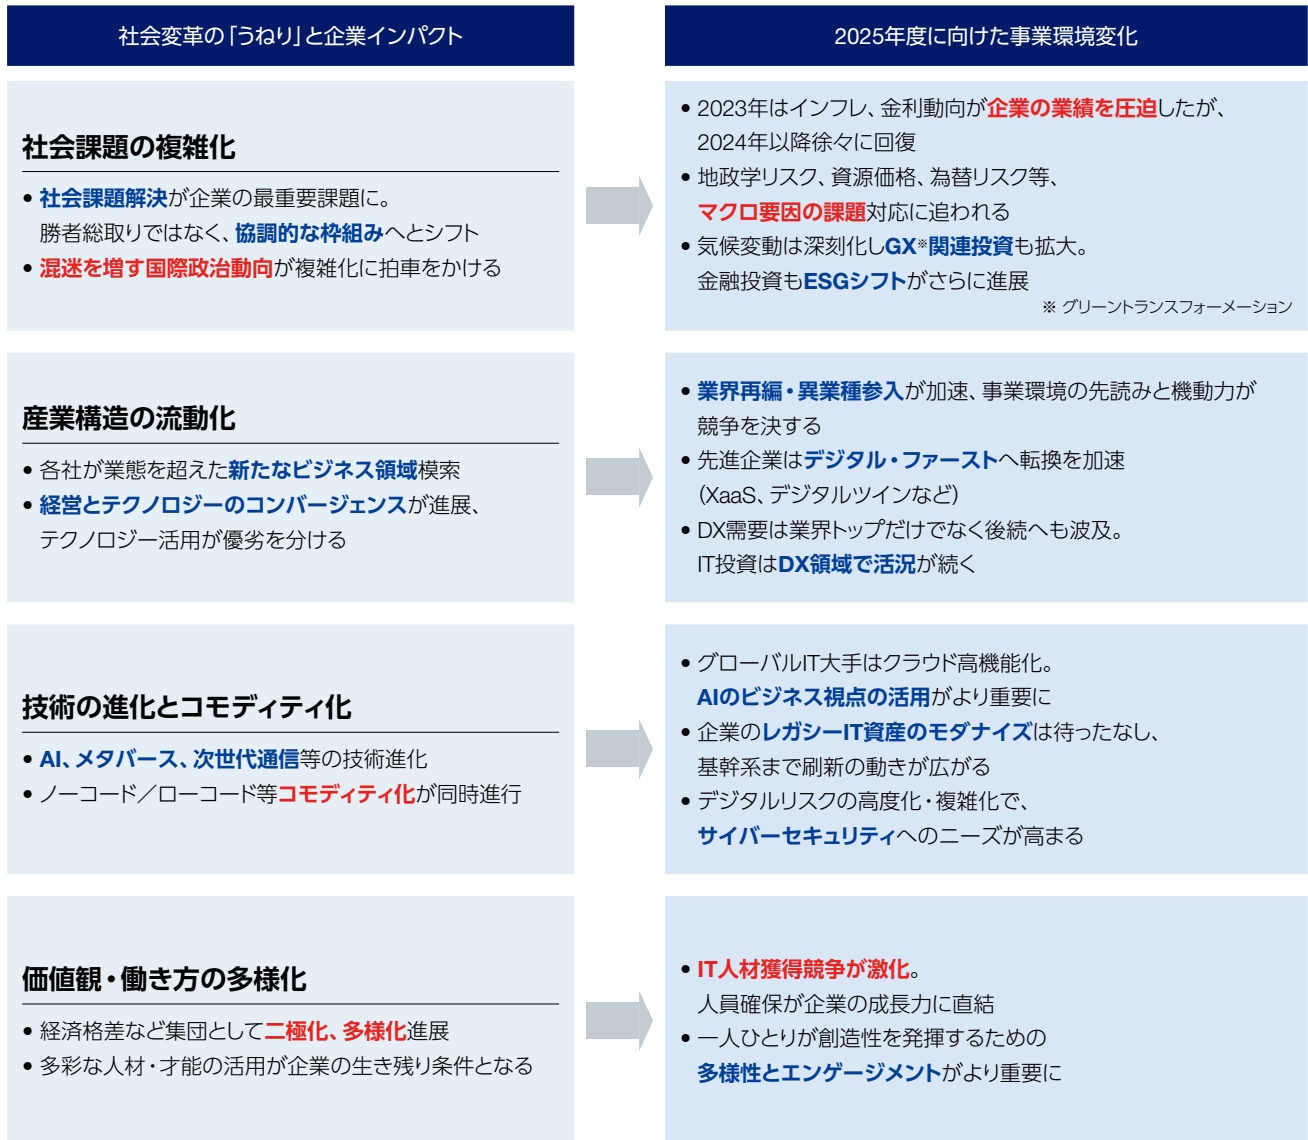 社会変革の「うねり」と企業インパクト
2025年度に向けた事業環境変化
社会課題の複雑化
• 社会課題解決が企業の最重要課題に。
勝者総取りではなく、協調的な枠組みへとシフト
• 混迷を増す国際政治動向が複雑化に拍車をかける
• 2023年はインフレ、金利動向が企業の業績を圧迫したが、
2024年以降徐々に回復
• 地政学リスク、資源価格、為替リスク等、
マクロ要因の課題対応に追われる
• 気候変動は深刻化しGX※関連投資も拡大。
金融投資もESGシフトがさらに進展
※ グリーントランスフォーメーション
産業構造の流動化
• 各社が業態を超えた新たなビジネス領域模索
• 経営とテクノロジーのコンバージェンスが進展、
テクノロジー活用が優劣を分ける
• 業界再編・異業種参入が加速、事業環境の先読みと機動力が
競争を決する
• 先進企業はデジタル・ファーストへ転換を加速
（XaaS、デジタルツインなど）
• DX需要は業界トップだけでなく後続へも波及。
IT投資はDX領域で活況が続く
技術の進化とコモディティ化
• AI、メタバース、次世代通信等の技術進化
• ノーコード／ローコード等コモディティ化が同時進行
• グローバルIT大手はクラウド高機能化。
AIのビジネス視点の活用がより重要に
• 企業のレガシーIT資産のモダナイズは待ったなし、
基幹系まで刷新の動きが広がる
• デジタルリスクの高度化・複雑化で、
サイバーセキュリティへのニーズが高まる
価値観・働き方の多様化
• 経済格差など集団として二極化、多様化進展
• 多彩な人材・才能の活用が企業の生き残り条件となる
• IT人材獲得競争が激化。
人員確保が企業の成長力に直結
• 一人ひとりが創造性を発揮するための
多様性とエンゲージメントがより重要に